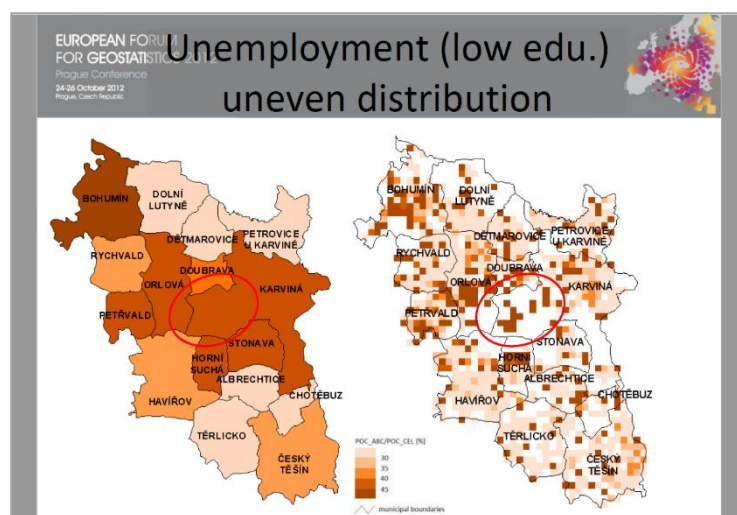 EUROPEAN FORUM
FOR GEOSTATISTICS 2012
Prague Conference
24-26 October 2012
Prague, Czech Republic
Unemployment (low edu.)
uneven distribution
BOHUMÍN
DOLNÍ
LUTYNĚ
DĚTMAROVICE
PETROVICE
U KARVINÉ
RYCHVALD
DOUBRAVA
ORLOVÁ
KARVINÁ
PETŘVALD
STONAVA
HORNÍ
SUCHÁ
ALBRECHTICE
CHOTĚBUZ
HAVÍŘOV
TĚRLICKO
ČESKÝ
TĚŠÍN
BOHUMÍN
DOLNÍ
LUTYNĚ
DĚTMAROVICE
PETROVICE
U KARVINÉ
RYCHVALD
DOUBRAVA
ORLOVÁ
KARVINÁ
PETŘVALD
STONAVA
HORNÍ
SUCHÁ
ALBRECHTICE
CHOTĚBUZ
HAVÍŘOV
TĚRLICKO
ČESKÝ
TĚŠÍN
POC_ABC/POC_CEL [%]
30
35
40
45
municipal boundaries